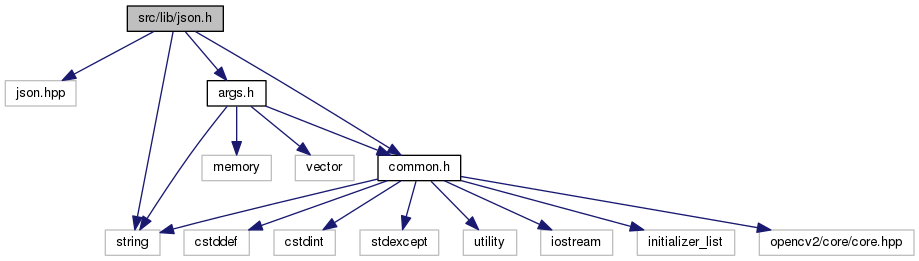 src/lib/json.h
json.hpp
args.h
memory
vector
common.h
string
cstddef
cstdint
stdexcept
utility
iostream
initializer_list
opencv2/core/core.hpp